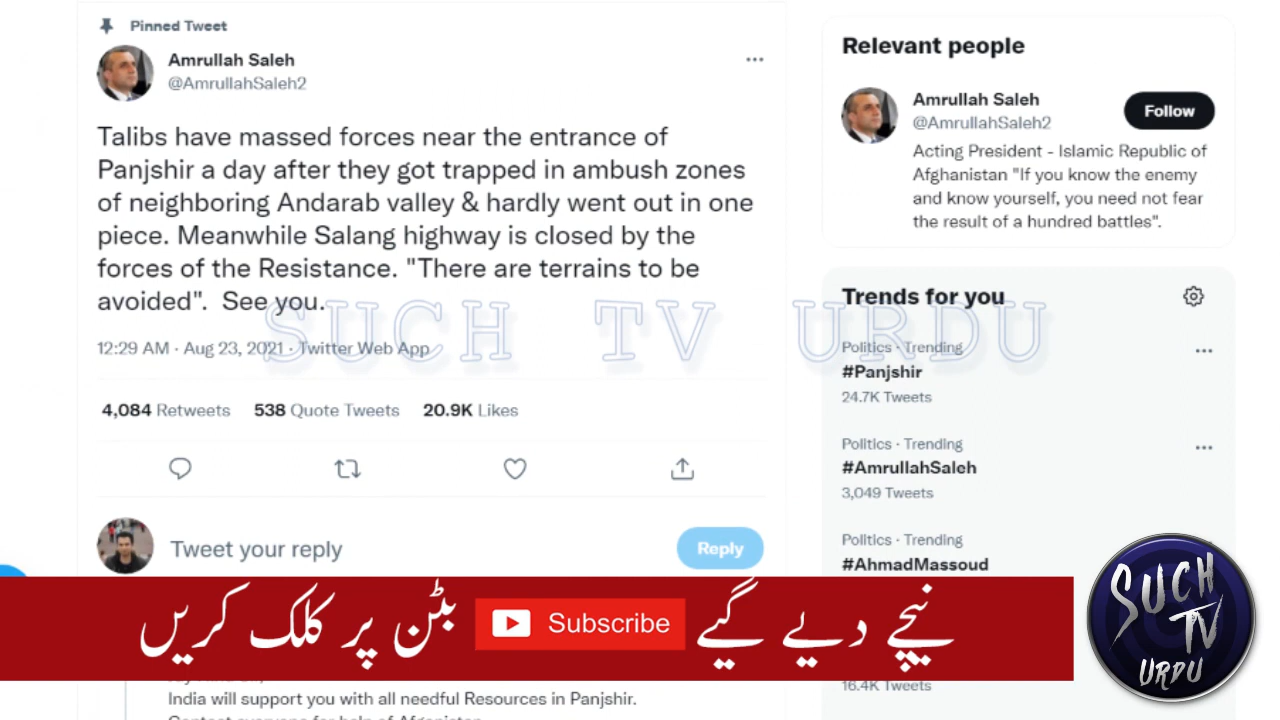 Pinned Tweet
Amrullah Saleh
@AmrullahSaleh2
Talibs have massed forces near the entrance of
Panjshir a day after they got trapped in ambush zones
of neighboring Andarab valley & hardly went out in one
piece. Meanwhile Salang highway is closed by the
forces of the Resistance. "There are terrains to be
avoided". See you.
12:29 AM · Aug 23, 2021 · Twitter Web App
4,084 Retweets 538 Quote Tweets 20.9K Likes
Tweet your reply
Reply
India will support you with all needful Resources in Panjshir.
Relevant people
Amrullah Saleh
@AmrullahSaleh2
Follow
Acting President - Islamic Republic of
Afghanistan "If you know the enemy
and know yourself, you need not fear
the result of a hundred battles".
Trends for you
Politics · Trending
#Panjshir
24.7K Tweets
Politics · Trending
#AmrullahSaleh
3,049 Tweets
Politics · Trending
#AhmadMassoud
16.4K Tweets
SUCH TV URDU
نیچے دیے گیے Subscribe بٹن پر کلک کریں
SUCH
TV
URDU